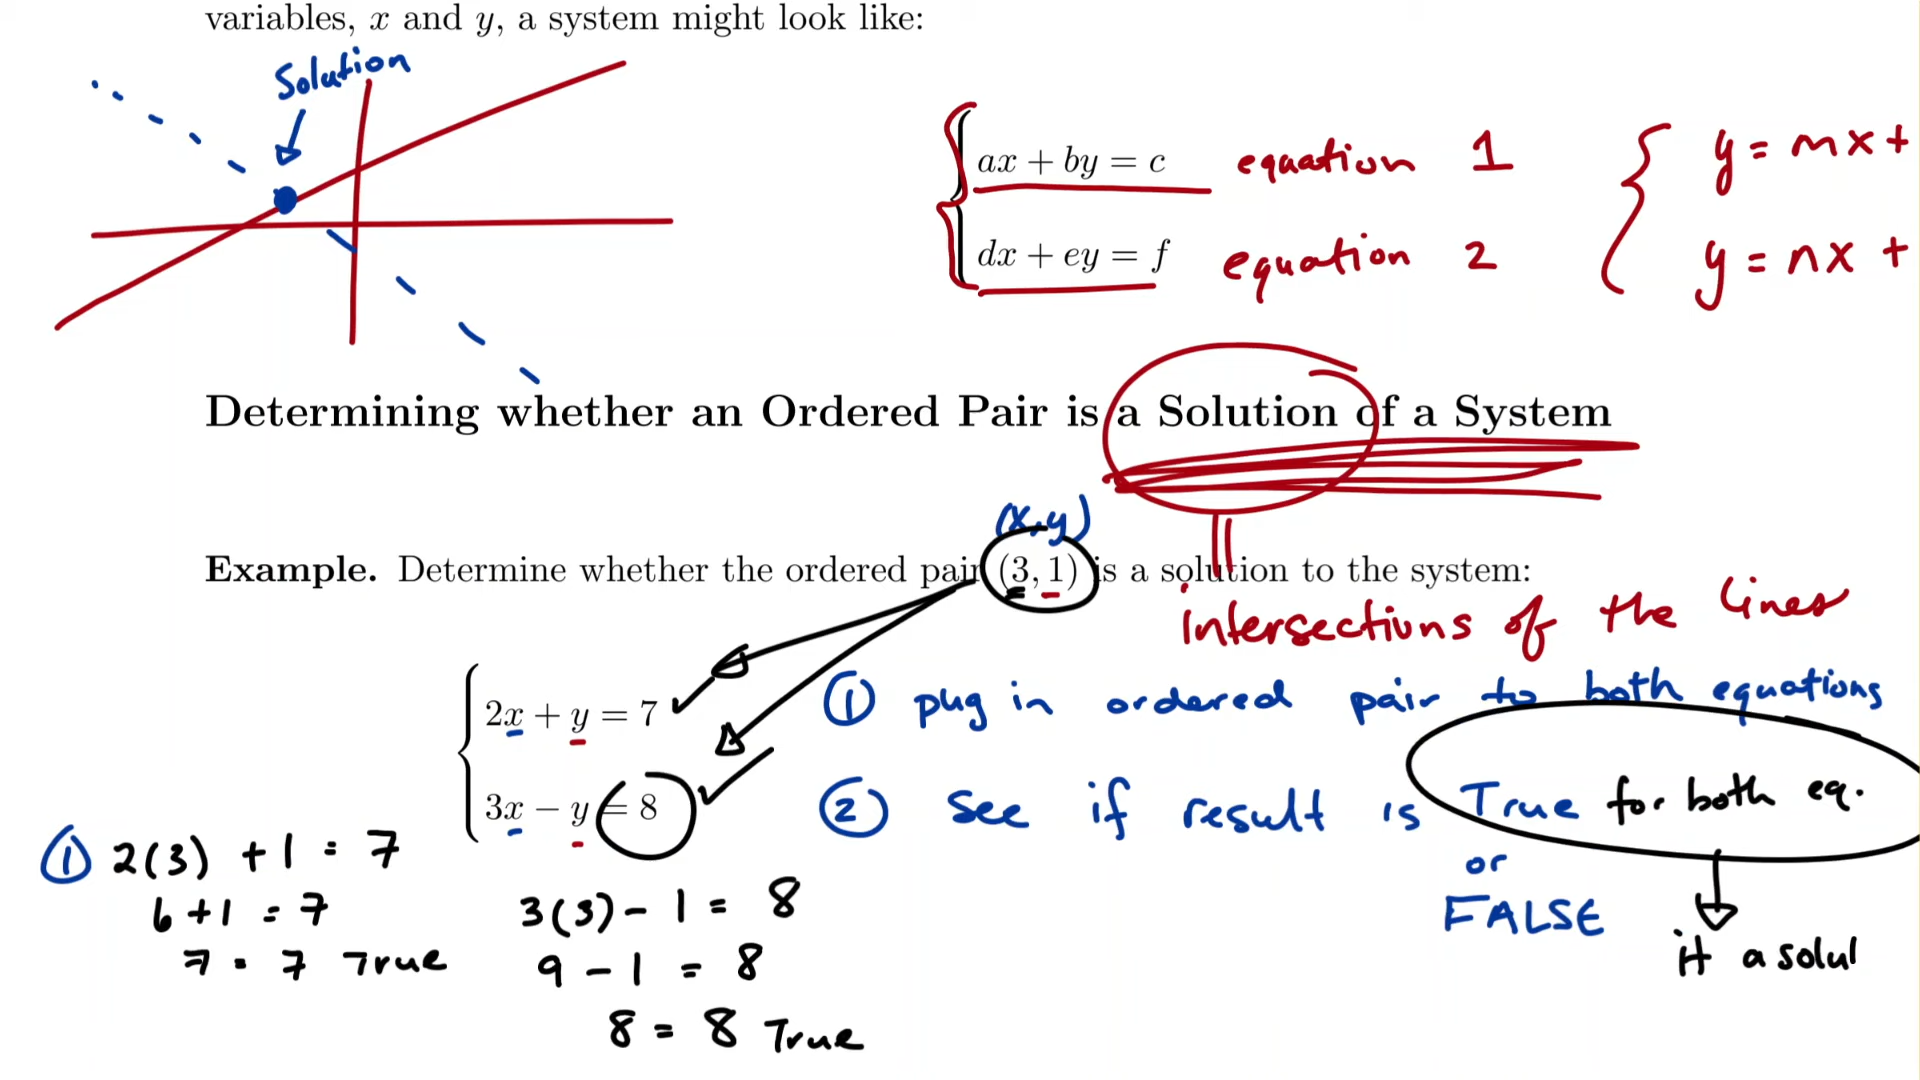 variables, x and y, a system might look like:
Solution
ax + by = c equation 1 y = mx +
dx + ey = f equation 2 y = nx +
Determining whether an Ordered Pair is a Solution of a System
(x,y)
Example. Determine whether the ordered pair (3, 1) is a solution to the system:
intersections of the lines
2x + y = 7
① plug in ordered pair to both equations
3x − y = 8
② see if result is True for both eq.
or
FALSE
it a solu
① 2(3) + 1 = 7
6 + 1 = 7
7 = 7 True
3(3) - 1 = 8
9 - 1 = 8
8 = 8 True